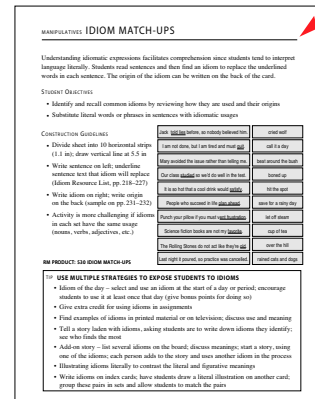 MANIPULATIVES IDIOM MATCH-UPS
Understanding idiomatic expressions facilitates comprehension since students tend to interpret
language literally. Students read sentences and then find an idiom to replace the underlined
words in each sentence. The origin of the idiom can be written on the back of the card.
STUDENT OBJECTIVES
• Identify and recall common idioms by reviewing how they are used and their origins
• Substitute literal words or phrases in sentences with idiomatic usages
CONSTRUCTION GUIDELINES
• Divide sheet into 10 horizontal strips
(1.1 in); draw vertical line at 5.5 in
• Write sentence on left; underline
sentence text that idiom will replace
(Idiom Resource List, pp. 218–227)
• Write idiom on right; write origin
on the back (sample on pp. 231–232)
• Activity is more challenging if idioms
in each set have the same usage
(nouns, verbs, adjectives, etc.)
Jack told lies before, so nobody believed him. cried wolf
I am not done, but I am tired and must quit. call it a day
Mary avoided the issue rather than telling me. beat around the bush
Our class studied so we'd do well in the test. boned up
It is so hot that a cool drink would satisfy. hit the spot
People who succeed in life plan ahead. save for a rainy day
Punch your pillow if you must vent frustration. let off steam
Science fiction books are not my favorite. cup of tea
The Rolling Stones do not act like they're old. over the hill
Last night it poured, so practice was cancelled. rained cats and dogs
RM PRODUCT: 530 IDIOM MATCH-UPS
TIP USE MULTIPLE STRATEGIES TO EXPOSE STUDENTS TO IDIOMS
• Idiom of the day – select and use an idiom at the start of a day or period; encourage
students to use it at least once that day (give bonus points for doing so)
• Give extra credit for using idioms in assignments
• Find examples of idioms in printed material or on television; discuss use and meaning
• Tell a story laden with idioms, asking students are to write down idioms they identify;
see who finds the most
• Add-on story – list several idioms on the board; discuss meanings; start a story, using
one of the idioms; each person adds to the story and uses another idiom in the process
• Illustrating idioms literally to contrast the literal and figurative meanings
• Write idioms on index cards; have students draw a literal illustration on another card;
group these pairs in sets and allow students to match the pairs